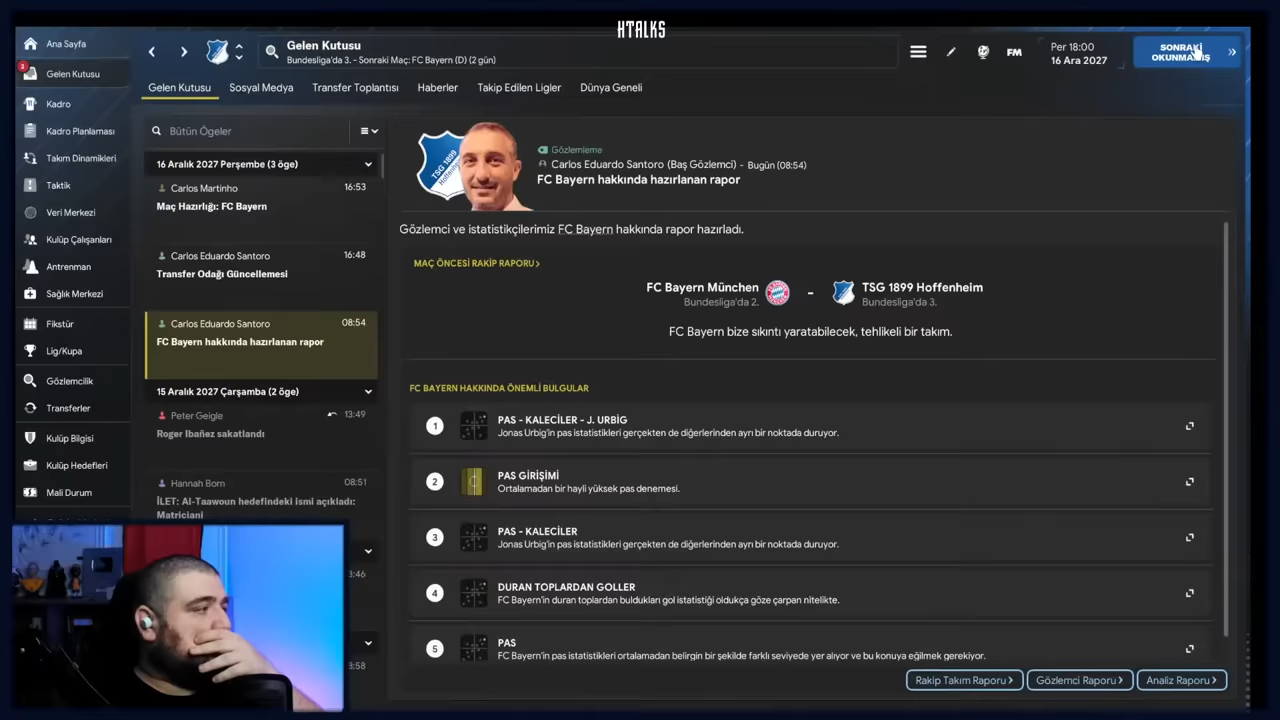 HTALKS
Ana Sayfa
3
Gelen Kutusu
Kadro
Kadro Planlaması
Takım Dinamikleri
Taktik
Veri Merkezi
Kulüp Çalışanları
Antrenman
Sağlık Merkezi
Fikstür
Lig/Kupa
Gözlemcilik
Transferler
Kulüp Bilgisi
Kulüp Hedefleri
Mali Durum
Gelen Kutusu
Bundesliga'da 3. - Sonraki Maç: FC Bayern (D) (2 gün)
FM
Per 18:00
16 Ara 2027
SONRAKİ
OKUNMAMIŞ
Gelen Kutusu
Sosyal Medya
Transfer Toplantısı
Haberler
Takip Edilen Ligler
Dünya Geneli
Bütün Ögeler
16 Aralık 2027 Perşembe (3 öge)
Carlos Martinho 16:53
Maç Hazırlığı: FC Bayern
Carlos Eduardo Santoro 16:48
Transfer Odağı Güncellemesi
Carlos Eduardo Santoro 08:54
FC Bayern hakkında hazırlanan rapor
15 Aralık 2027 Çarşamba (2 öge)
Peter Geigle 13:49
Roger Ibañez sakatlandı
Hannah Born 08:51
İLET: Al-Taawoun hedefindeki ismi açıkladı:
Matriciani
3:46
3:58
TSG 1899
Gözlemleme
Carlos Eduardo Santoro (Baş Gözlemci) - Bugün (08:54)
FC Bayern hakkında hazırlanan rapor
Gözlemci ve istatistikçilerimiz FC Bayern hakkında rapor hazırladı.
MAÇ ÖNCESİ RAKİP RAPORU >
FC Bayern München - TSG 1899 Hoffenheim
Bundesliga'da 2. Bundesliga'da 3.
FC Bayern bize sıkıntı yaratabilecek, tehlikeli bir takım.
FC BAYERN HAKKINDA ÖNEMLİ BULGULAR
1 PAS - KALECİLER - J. URBİG
Jonas Urbig'in pas istatistikleri gerçekten de diğerlerinden ayrı bir noktada duruyor.
2 PAS GİRİŞİMİ
Ortalamadan bir hayli yüksek pas denemesi.
3 PAS - KALECİLER
Jonas Urbig'in pas istatistikleri gerçekten de diğerlerinden ayrı bir noktada duruyor.
4 DURAN TOPLARDAN GOLLER
FC Bayern'in duran toplardan buldukları gol istatistiği oldukça göze çarpan nitelikte.
5 PAS
FC Bayern'in pas istatistikleri ortalamadan belirgin bir şekilde farklı seviyede yer alıyor ve bu konuya eğilmek gerekiyor.
Rakip Takım Raporu >
Gözlemci Raporu >
Analiz Raporu >